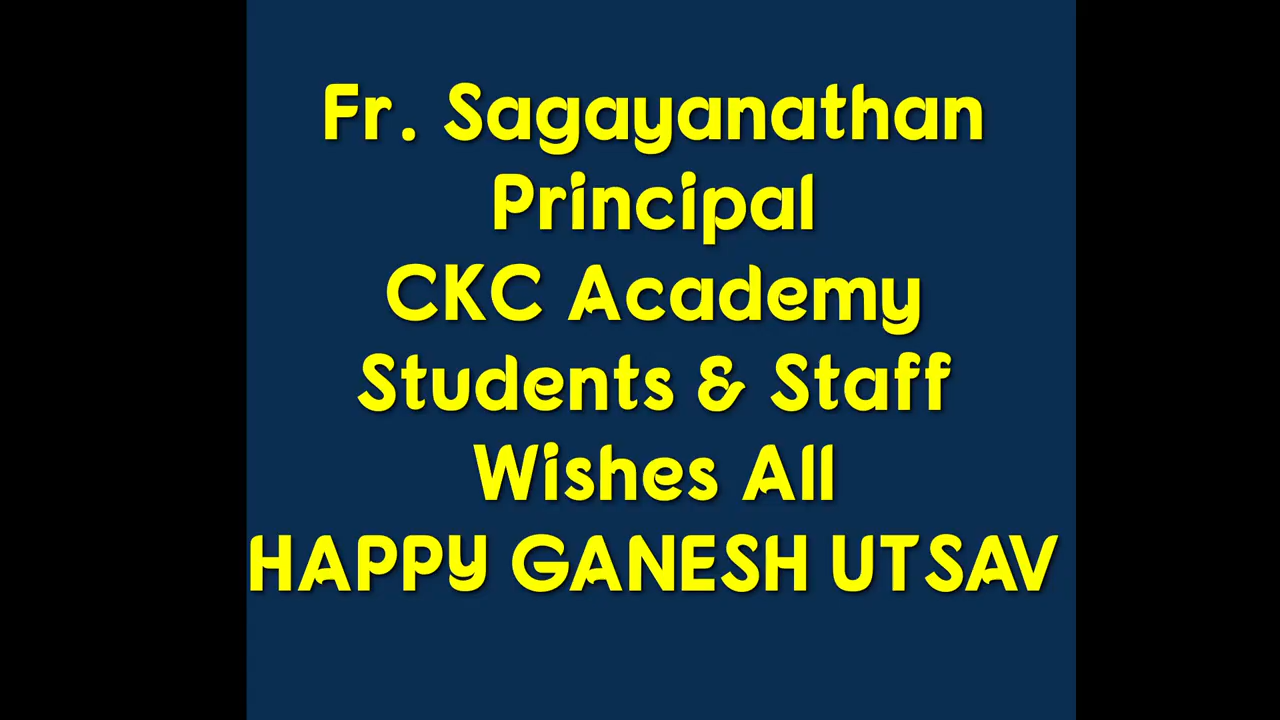 Fr. Sagayanathan
Principal
CKC Academy
Students & Staff
Wishes All
HAPPY GANESH UTSAV